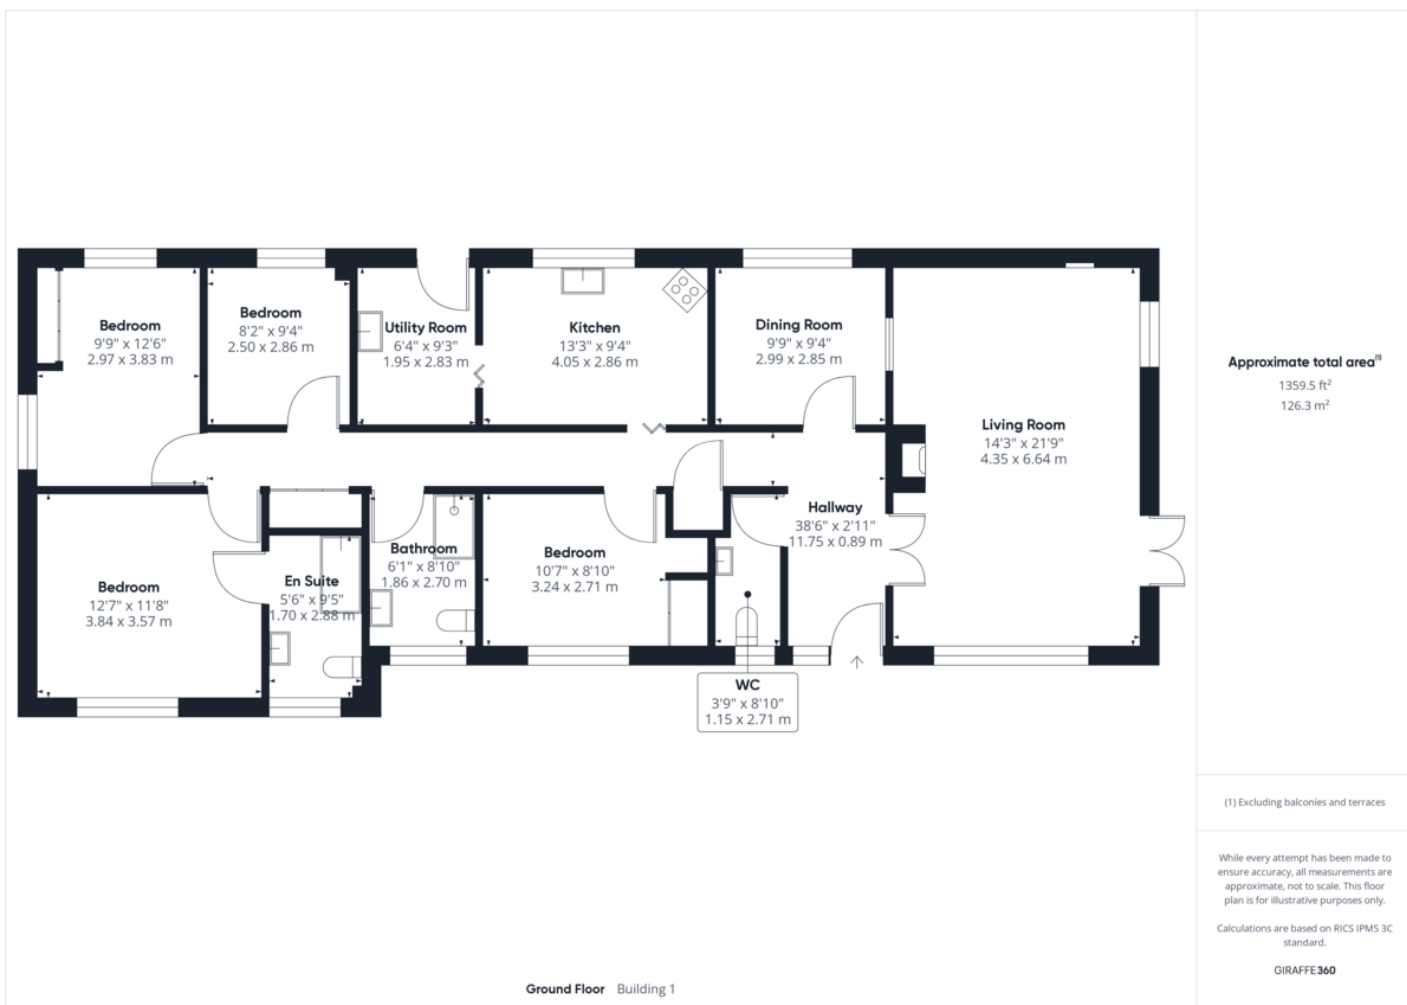 Bedroom
9'9" x 12'6"
2.97 x 3.83 m
Bedroom
8'2" x 9'4"
2.50 x 2.86 m
Utility Room
6'4" x 9'3"
1.95 x 2.83 m
Kitchen
13'3" x 9'4"
4.05 x 2.86 m
Dining Room
9'9" x 9'4"
2.99 x 2.85 m
Living Room
14'3" x 21'9"
4.35 x 6.64 m
Hallway
38'6" x 2'11"
11.75 x 0.89 m
Bedroom
12'7" x 11'8"
3.84 x 3.57 m
En Suite
5'6" x 9'5"
1.70 x 2.88 m
Bathroom
6'1" x 8'10"
1.86 x 2.70 m
Bedroom
10'7" x 8'10"
3.24 x 2.71 m
WC
3'9" x 8'10"
1.15 x 2.71 m
Ground Floor Building 1
Approximate total area(1)
1359.5 ft²
126.3 m²
(1) Excluding balconies and terraces
While every attempt has been made to
ensure accuracy, all measurements are
approximate, not to scale. This floor
plan is for illustrative purposes only.
Calculations are based on RICS IPMS 3C
standard.
GIRAFFE360